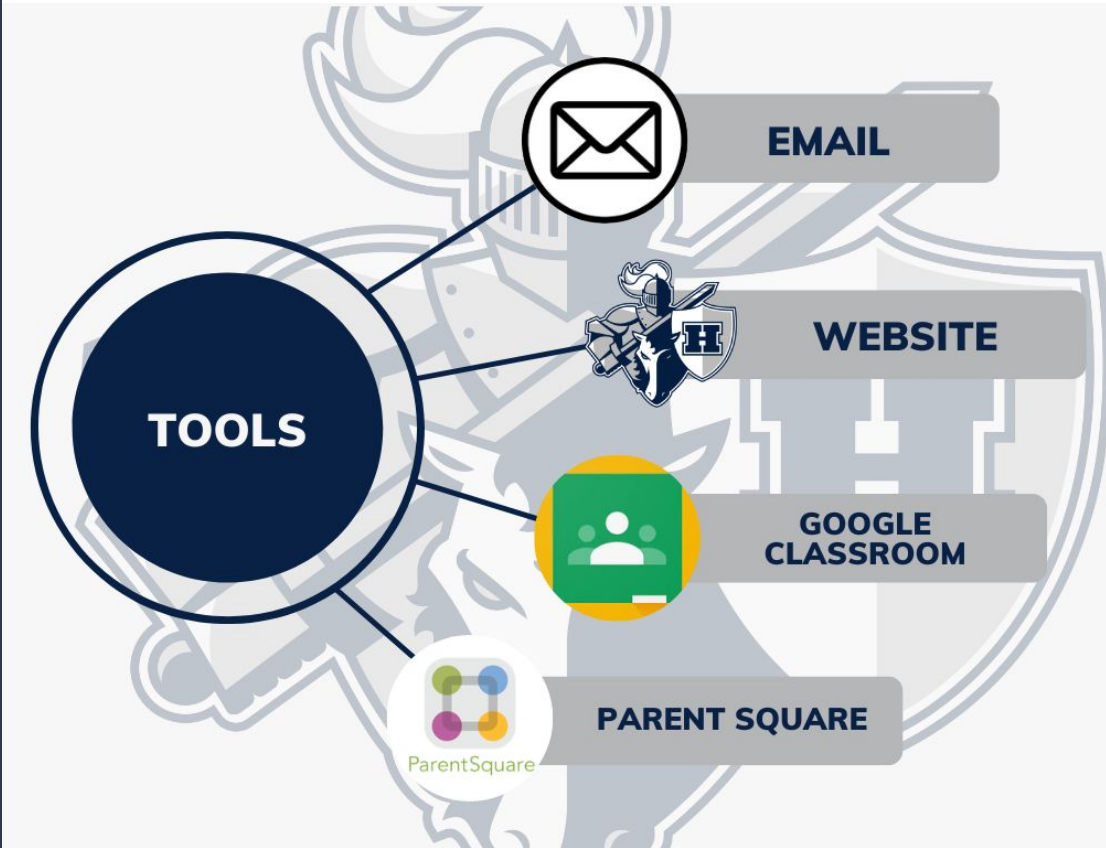 EMAIL
H
WEBSITE
TOOLS
H
GOOGLE
CLASSROOM
PARENT SQUARE
ParentSquare